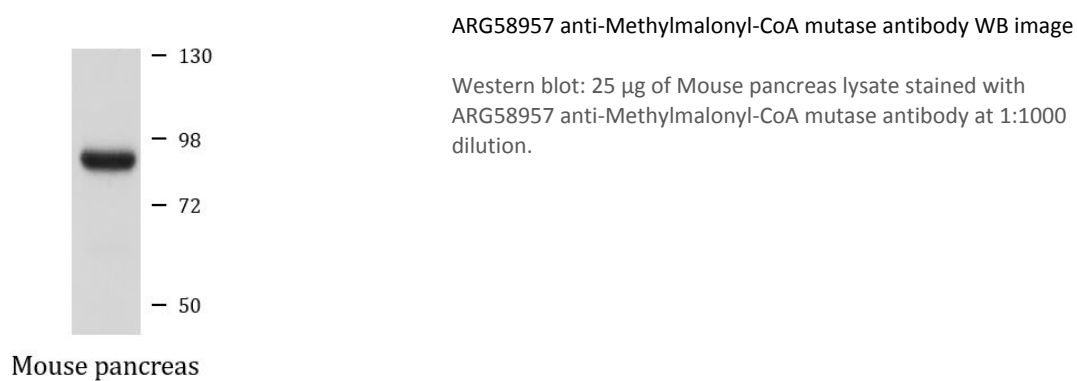 ARG58957 anti-Methylmalonyl-CoA mutase antibody WB image
Western blot: 25 µg of Mouse pancreas lysate stained with
ARG58957 anti-Methylmalonyl-CoA mutase antibody at 1:1000
dilution.
130
98
72
50
Mouse pancreas